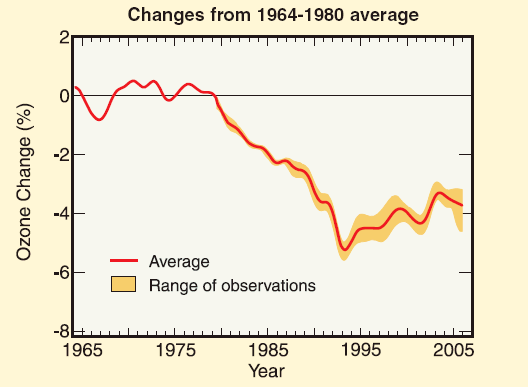 Changes from 1964-1980 average
2
0
-2
-4
-6
-8
Ozone Change (%)
Average
Range of observations
1965 1975 1985 1995 2005
Year